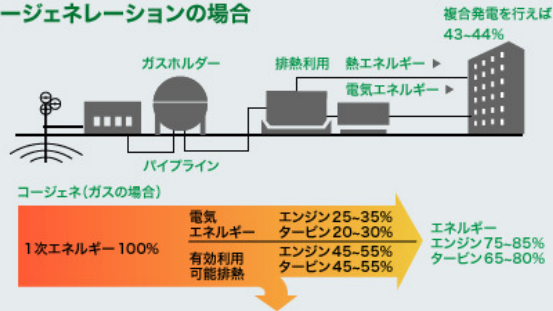 ージェネレーションの場合
複合発電を行えば
43~44%
ガスホルダー
排熱利用 熱エネルギー ▶
電気エネルギー ▶
パイプライン
コージェネ(ガスの場合)
1次エネルギー100%
電気
エネルギー
エンジン25~35%
タービン20~30%
有効利用
可能排熱
エンジン45~55%
タービン45~55%
エネルギー
エンジン75~85%
タービン65~80%